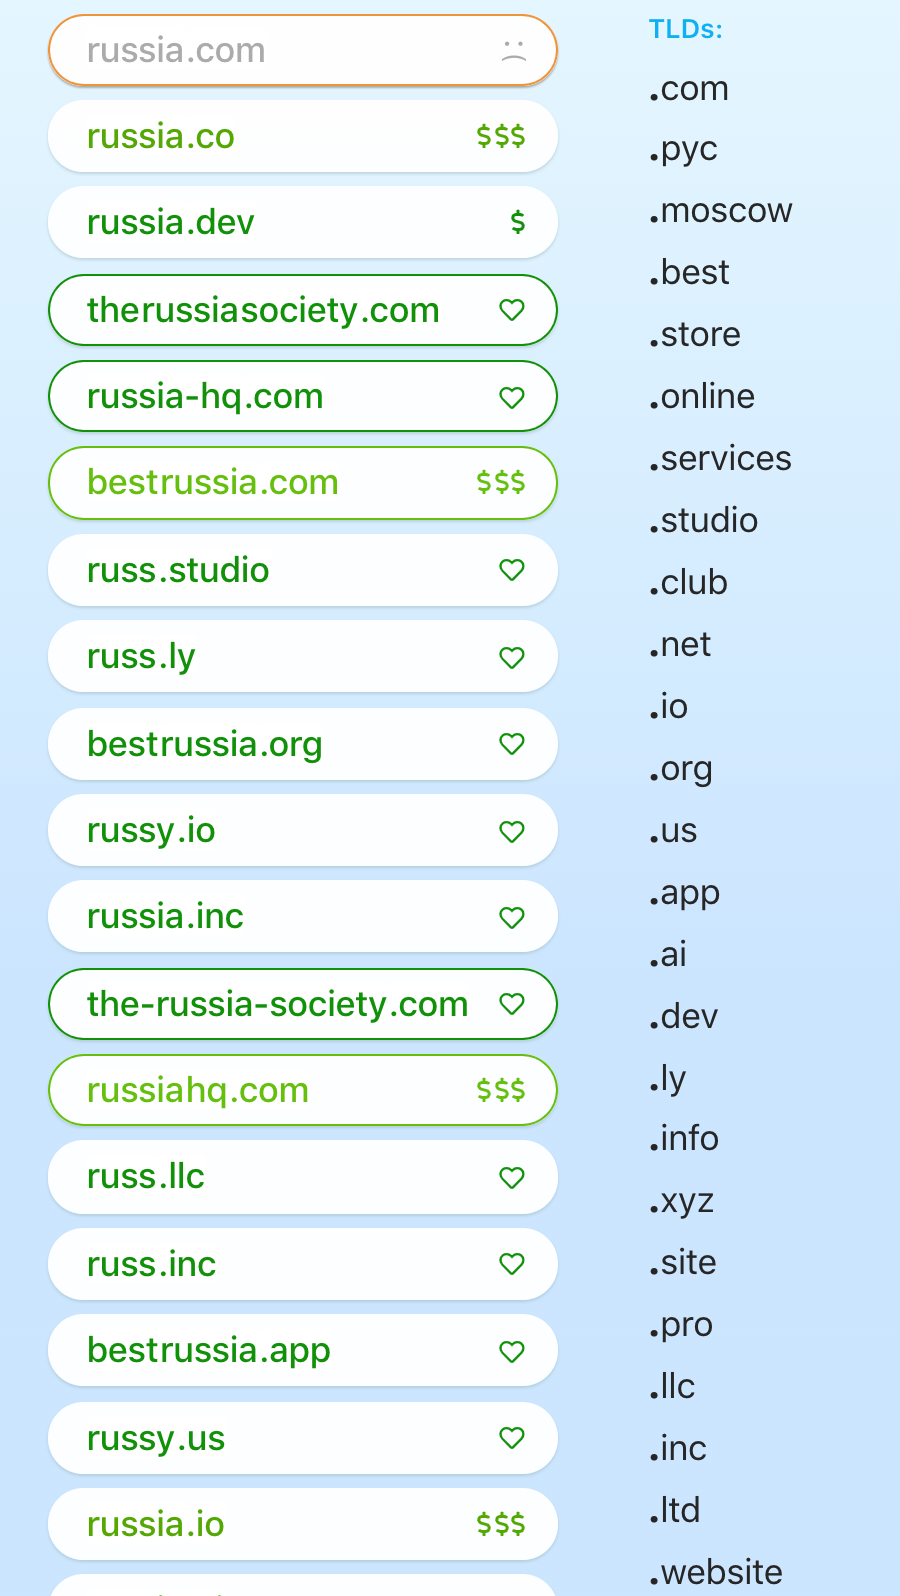 russia.com
russia.co $$$
russia.dev $
therussiasociety.com
russia-hq.com
bestrussia.com $$$
russ.studio
russ.ly
bestrussia.org
russy.io
russia.inc
the-russia-society.com
russiahq.com $$$
russ.llc
russ.inc
bestrussia.app
russy.us
russia.io $$$
TLDs:
.com
.pyc
.moscow
.best
.store
.online
.services
.studio
.club
.net
.io
.org
.us
.app
.ai
.dev
.ly
.info
.xyz
.site
.pro
.llc
.inc
.ltd
.website